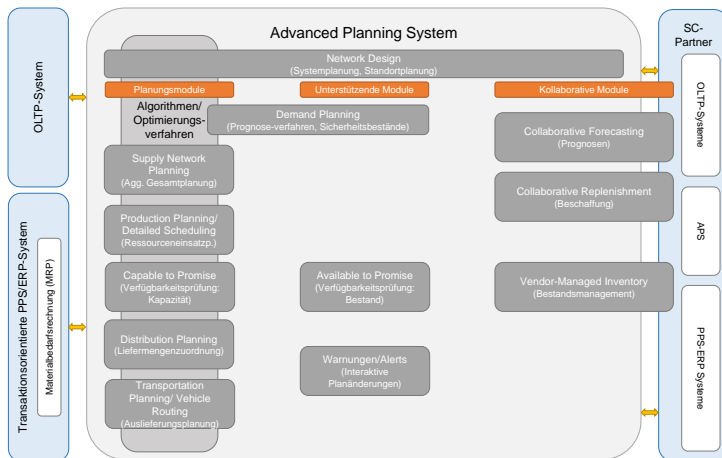 Advanced Planning System
SC-
Partner
OLTP-System
Transaktionsorientierte PPS/ERP-System
Materialbedarfsrechnung (MRP)
Network Design
(Systemplanung, Standortplanung)
Planungsmodule
Unterstützende Module
Kollaborative Module
Algorithmen/
Optimierungs-
verfahren
Demand Planning
(Prognose-verfahren, Sicherheitsbestände)
Collaborative Forecasting
(Prognosen)
Supply Network
Planning
(Agg. Gesamtplanung)
Collaborative Replenishment
(Beschaffung)
Production Planning/
Detailed Scheduling
(Ressourceneinsatzp.)
Capable to Promise
(Verfügbarkeitsprüfung:
Kapazität)
Available to Promise
(Verfügbarkeitsprüfung:
Bestand)
Vendor-Managed Inventory
(Bestandsmanagement)
Distribution Planning
(Liefermengenzuordnung)
Warnungen/Alerts
(Interaktive
Planänderungen)
Transportation
Planning/ Vehicle
Routing
(Auslieferungsplanung)
OLTP-Systeme
APS
PPS-ERP Systeme